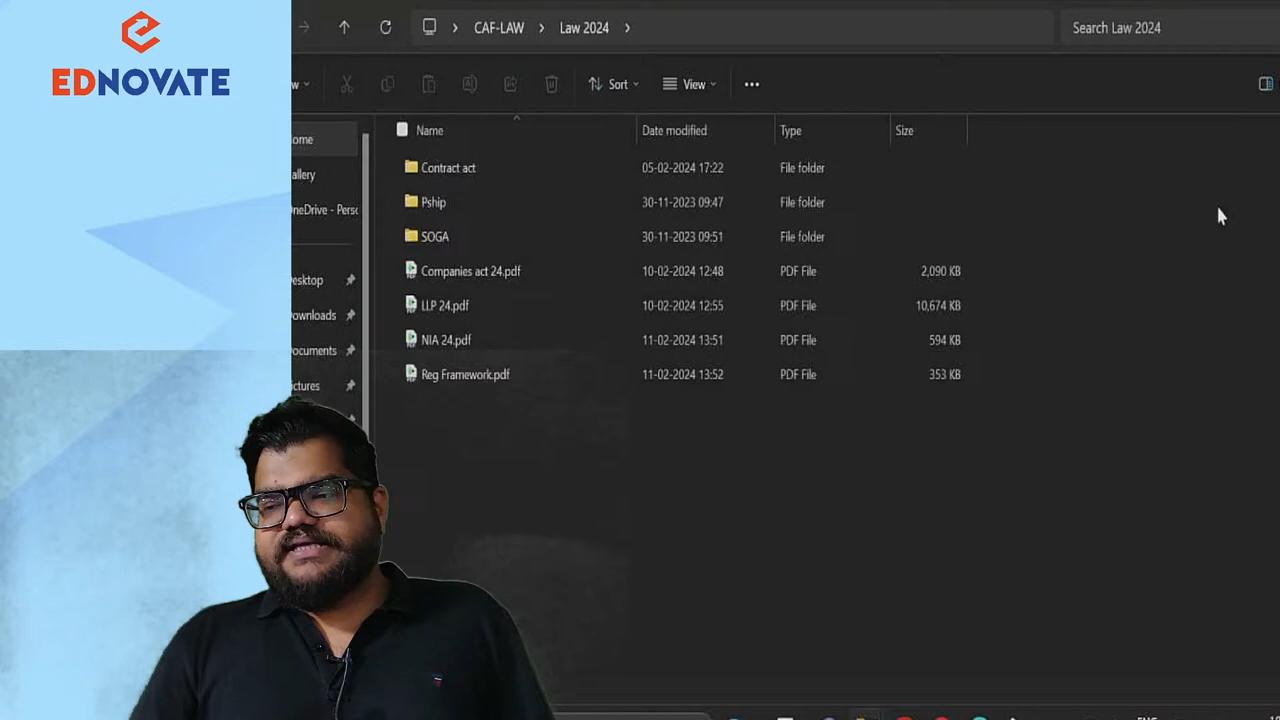 EDNOVATE
CAF-LAW > Law 2024 >
Search Law 2024
Sort
View
Name Date modified Type Size
ome
allery
OneDrive - Perso
esktop
ownloads
ocuments
ictures
Contract act 05-02-2024 17:22 File folder
Pship 30-11-2023 09:47 File folder
SOGA 30-11-2023 09:51 File folder
Companies act 24.pdf 10-02-2024 12:48 PDF File 2,090 KB
LLP 24.pdf 10-02-2024 12:55 PDF File 10,674 KB
NIA 24.pdf 11-02-2024 13:51 PDF File 594 KB
Reg Framework.pdf 11-02-2024 13:52 PDF File 353 KB